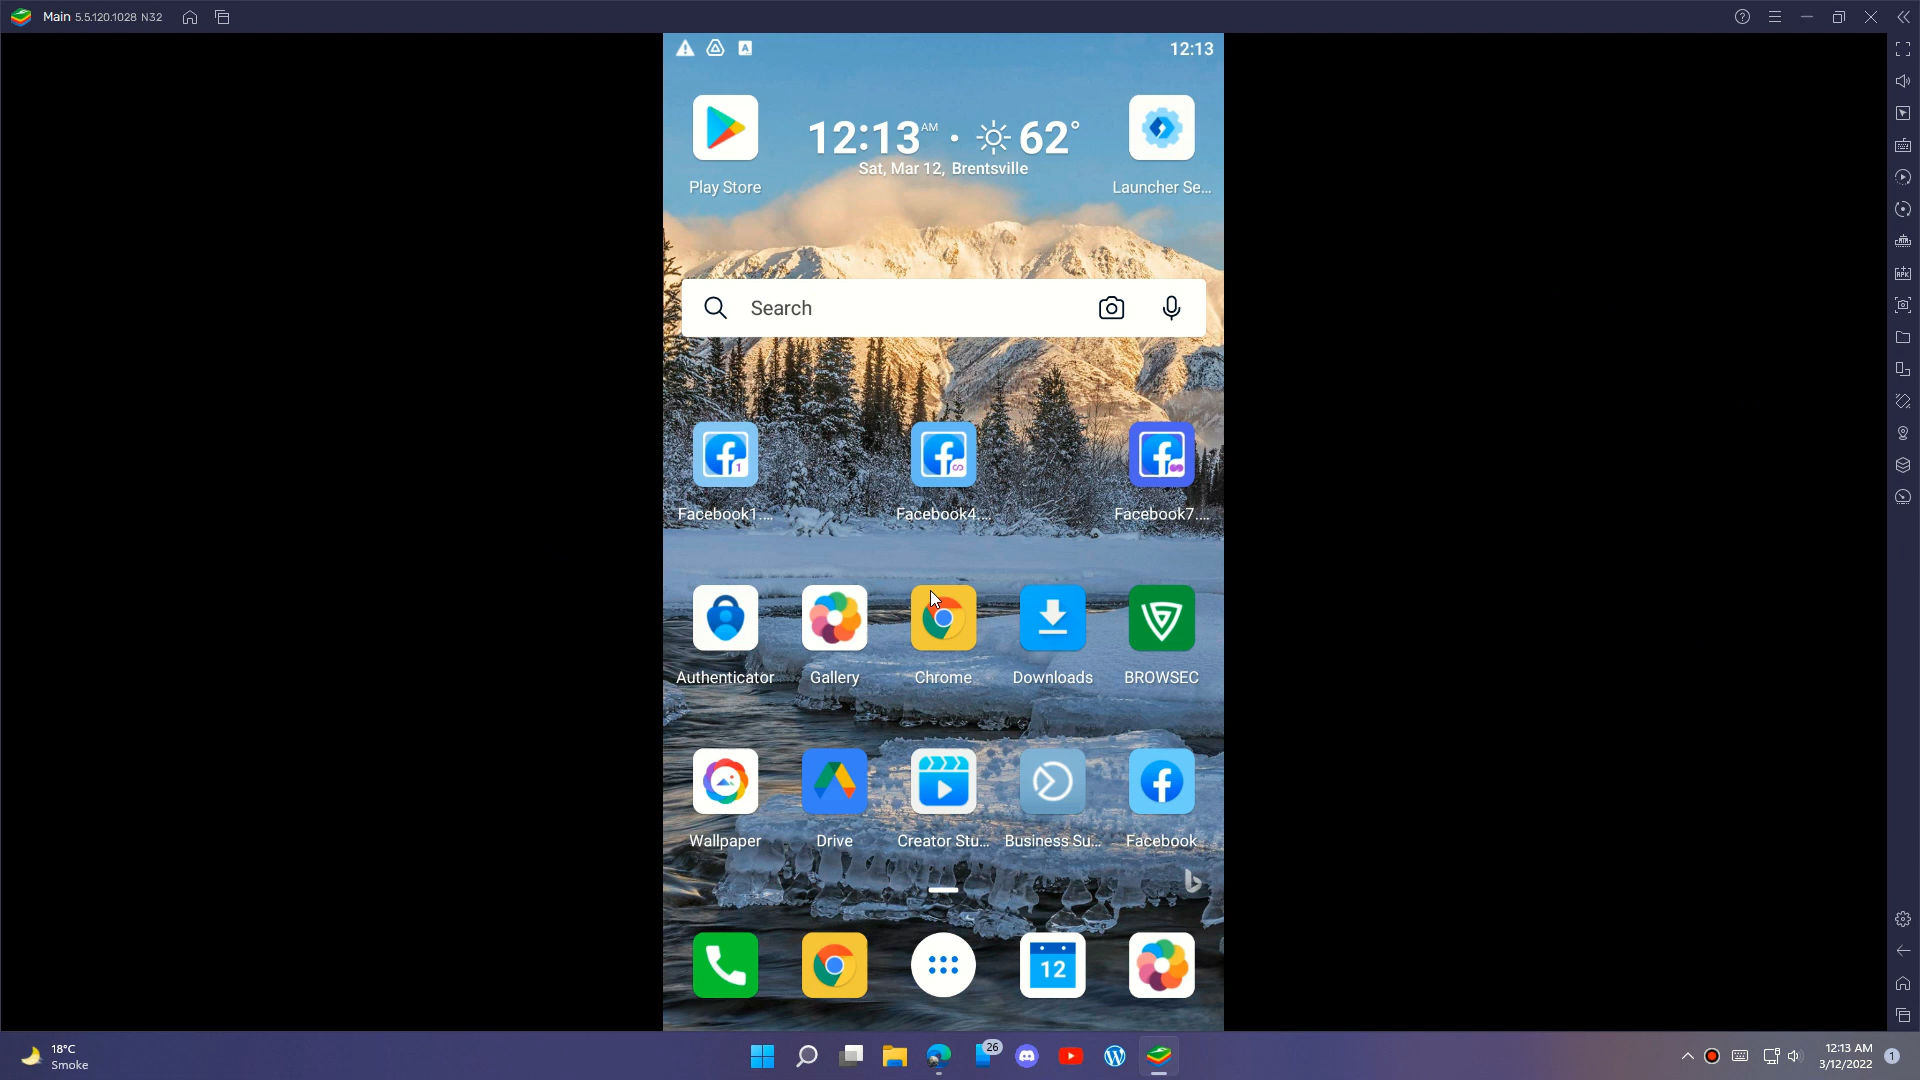 Main 5.5.120.1028 N32
12:13
12:13 AM · 62°
Sat, Mar 12, Brentsville
Play Store
Launcher Se...
Search
Facebook1....
Facebook4....
Facebook7....
Authenticator
Gallery
Chrome
Downloads
BROWSEC
Wallpaper
Drive
Creator Stu...
Business Su...
Facebook
12
18°C
Smoke
26
12:13 AM
3/12/2022
1